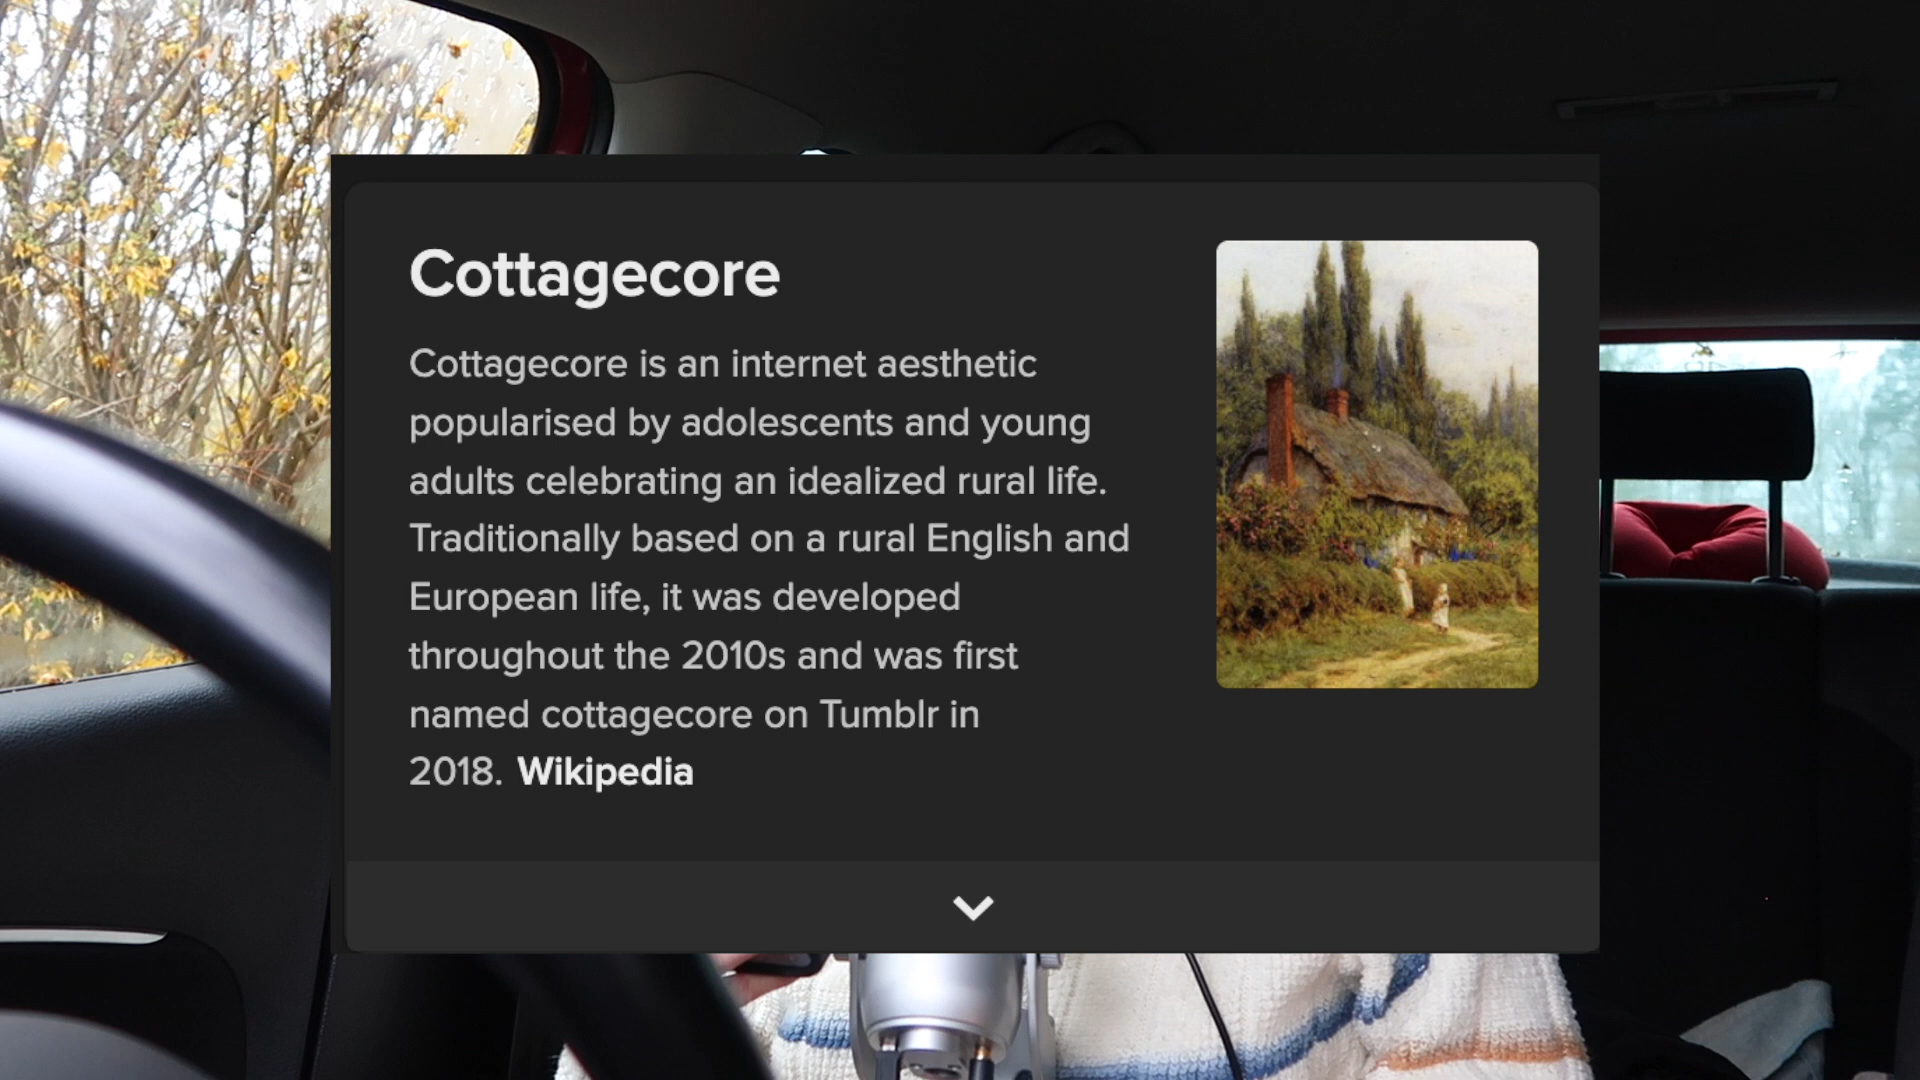 Cottagecore
Cottagecore is an internet aesthetic
popularised by adolescents and young
adults celebrating an idealized rural life.
Traditionally based on a rural English and
European life, it was developed
throughout the 2010s and was first
named cottagecore on Tumblr in
2018. Wikipedia